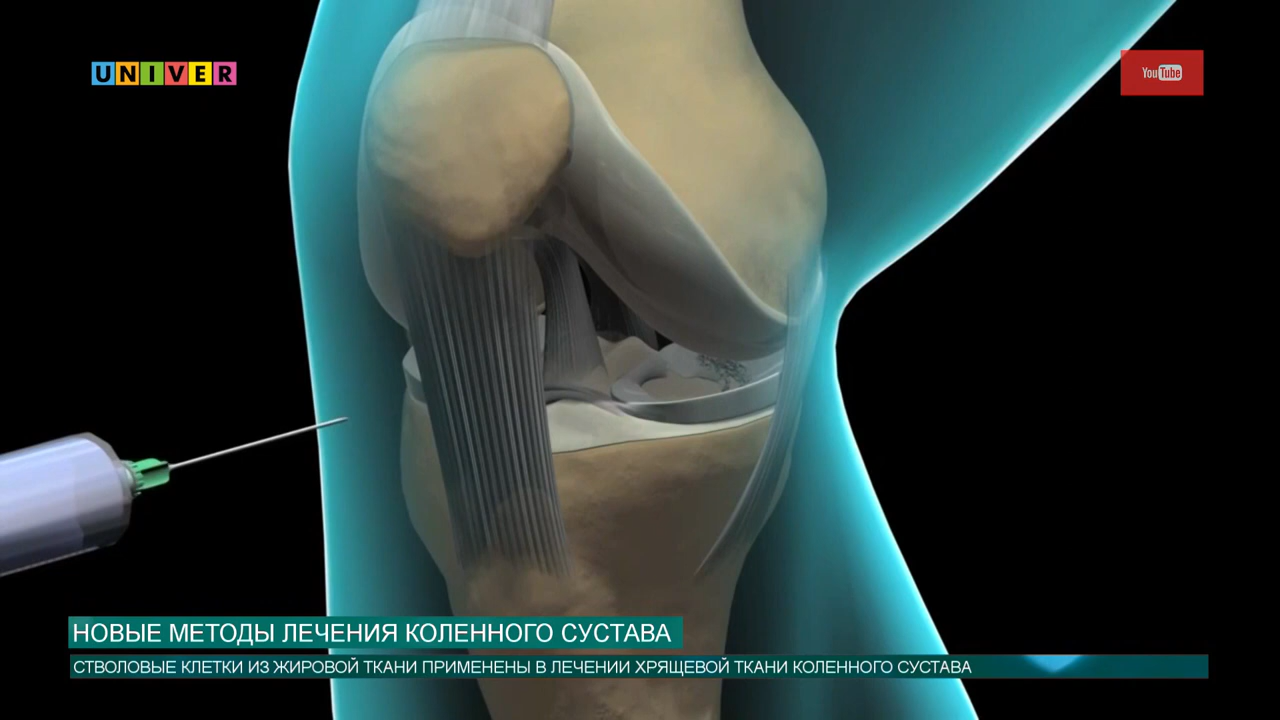 UNIVER
YouTube
НОВЫЕ МЕТОДЫ ЛЕЧЕНИЯ КОЛЕННОГО СУСТАВА
СТВОЛОВЫЕ КЛЕТКИ ИЗ ЖИРОВОЙ ТКАНИ ПРИМЕНЕНЫ В ЛЕЧЕНИИ ХРЯЩЕВОЙ ТКАНИ КОЛЕННОГО СУСТАВА